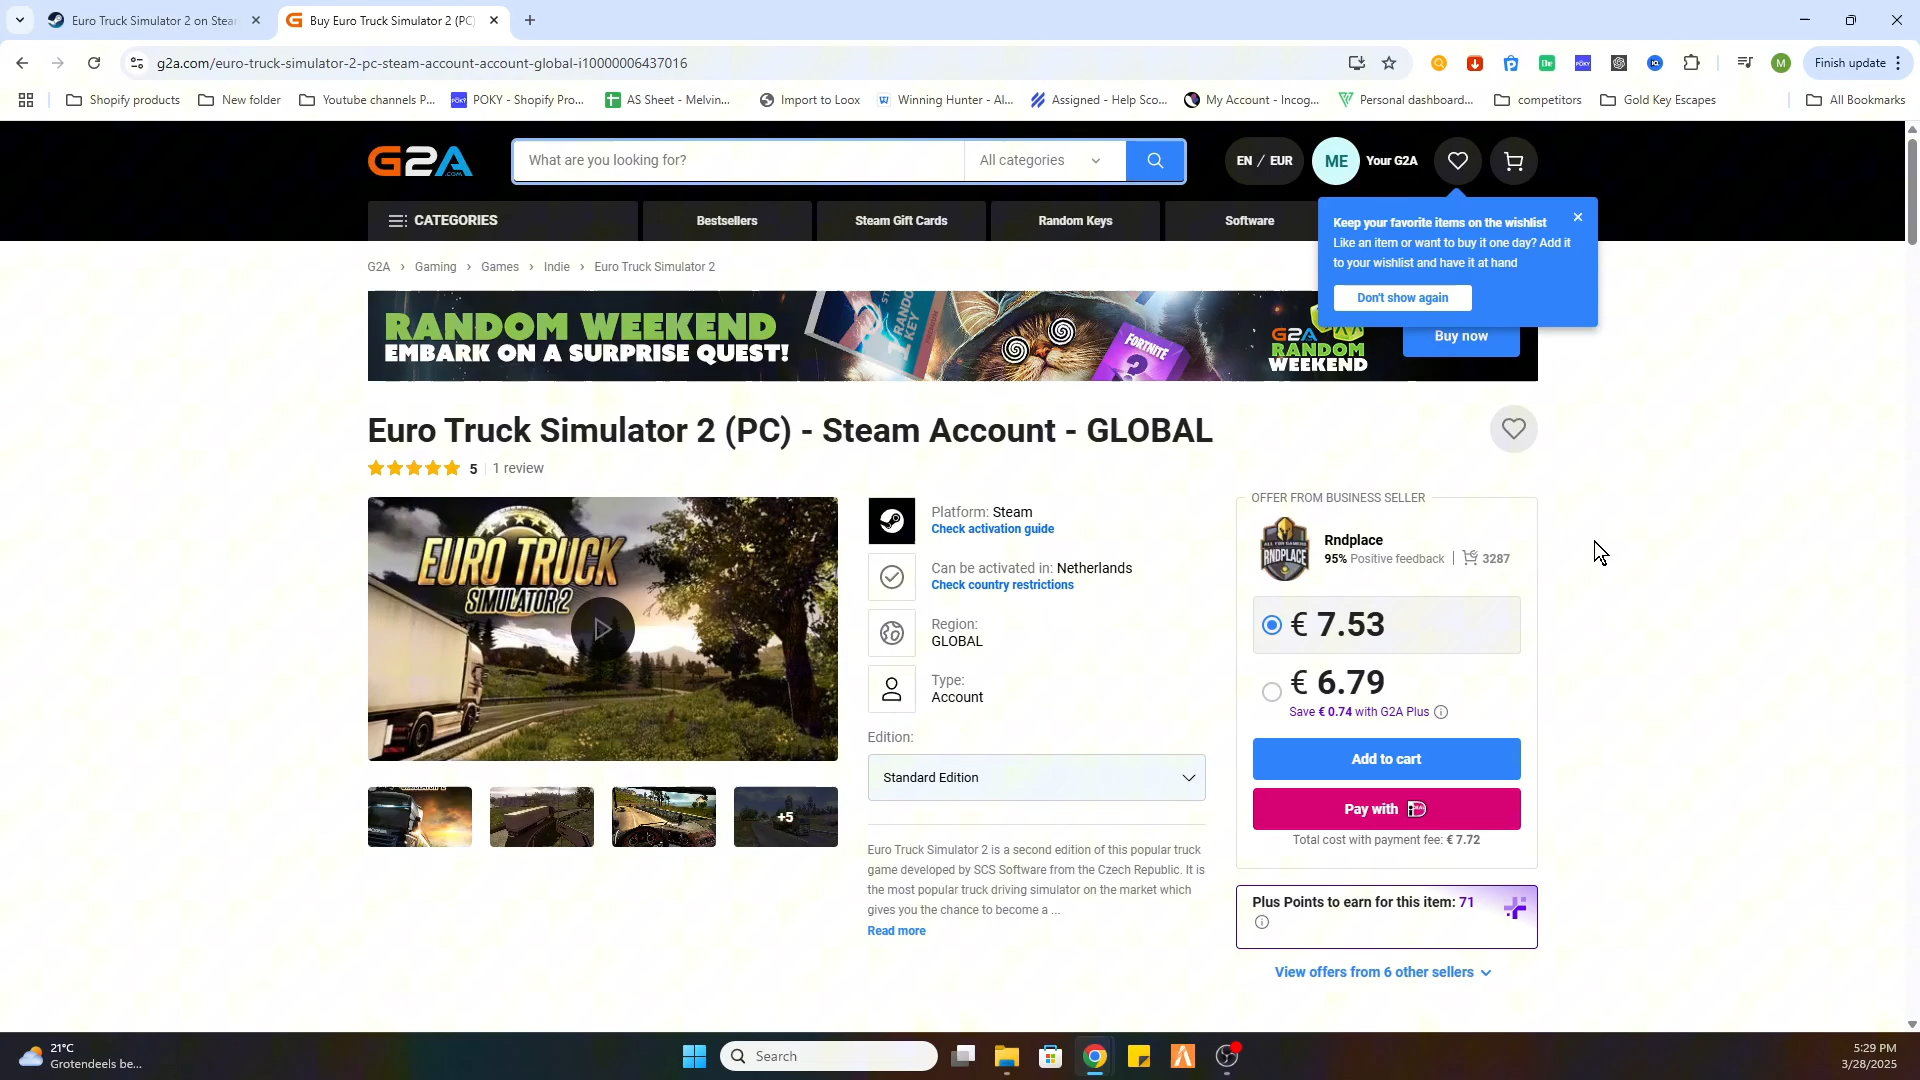 Euro Truck Simulator 2 on Stea
Buy Euro Truck Simulator 2 (PC)
g2a.com/euro-truck-simulator-2-pc-steam-account-account-global-i10000006437016
Finish update
M
Shopify products
New folder
Youtube channels P...
POKY - Shopify Pro...
AS Sheet - Melvin...
Import to Loox
Winning Hunter - Al...
Assigned - Help Sco...
My Account - Incog...
Personal dashboard...
competitors
Gold Key Escapes
All Bookmarks
G2A.COM
What are you looking for?
All categories
EN / EUR
ME
Your G2A
CATEGORIES
Bestsellers
Steam Gift Cards
Random Keys
Software
Keep your favorite items on the wishlist
Like an item or want to buy it one day? Add it
to your wishlist and have it at hand
Don't show again
G2A > Gaming > Games > Indie > Euro Truck Simulator 2
RANDOM WEEKEND
EMBARK ON A SURPRISE QUEST!
RANDOM KEY
FORTNITE
?
G2A
RANDOM
WEEKEND
Buy now
Euro Truck Simulator 2 (PC) - Steam Account - GLOBAL
5 | 1 review
EURO TRUCK
SIMULATOR 2
+5
Platform: Steam
Check activation guide
Can be activated in: Netherlands
Check country restrictions
Region:
GLOBAL
Type:
Account
Edition:
Standard Edition
Euro Truck Simulator 2 is a second edition of this popular truck
game developed by SCS Software from the Czech Republic. It is
the most popular truck driving simulator on the market which
gives you the chance to become a ...
Read more
OFFER FROM BUSINESS SELLER
RNDPLACE
Rndplace
95% Positive feedback | 3287
€ 7.53
€ 6.79
Save € 0.74 with G2A Plus
Add to cart
Pay with
Total cost with payment fee: € 7.72
Plus Points to earn for this item: 71
View offers from 6 other sellers
21°C
Grotendeels be...
Search
5:29 PM
3/28/2025